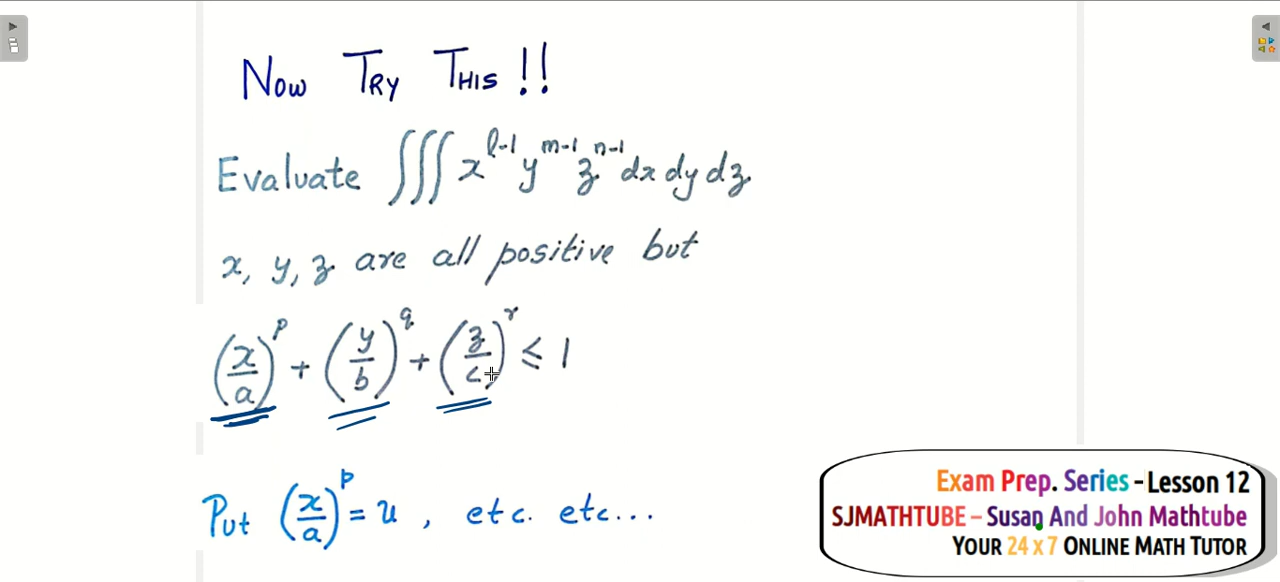 Now Try This !!
Evaluate ∭ x^{l-1} y^{m-1} z^{n-1} dx dy dz
x, y, z are all positive but
(x/a)^p + (y/b)^q + (z/c)^r ≤ 1
Put (x/a)^p = u , etc. etc...
Exam Prep. Series - Lesson 12
SJMATHTUBE – Susan And John Mathtube
YOUR 24 x 7 ONLINE MATH TUTOR